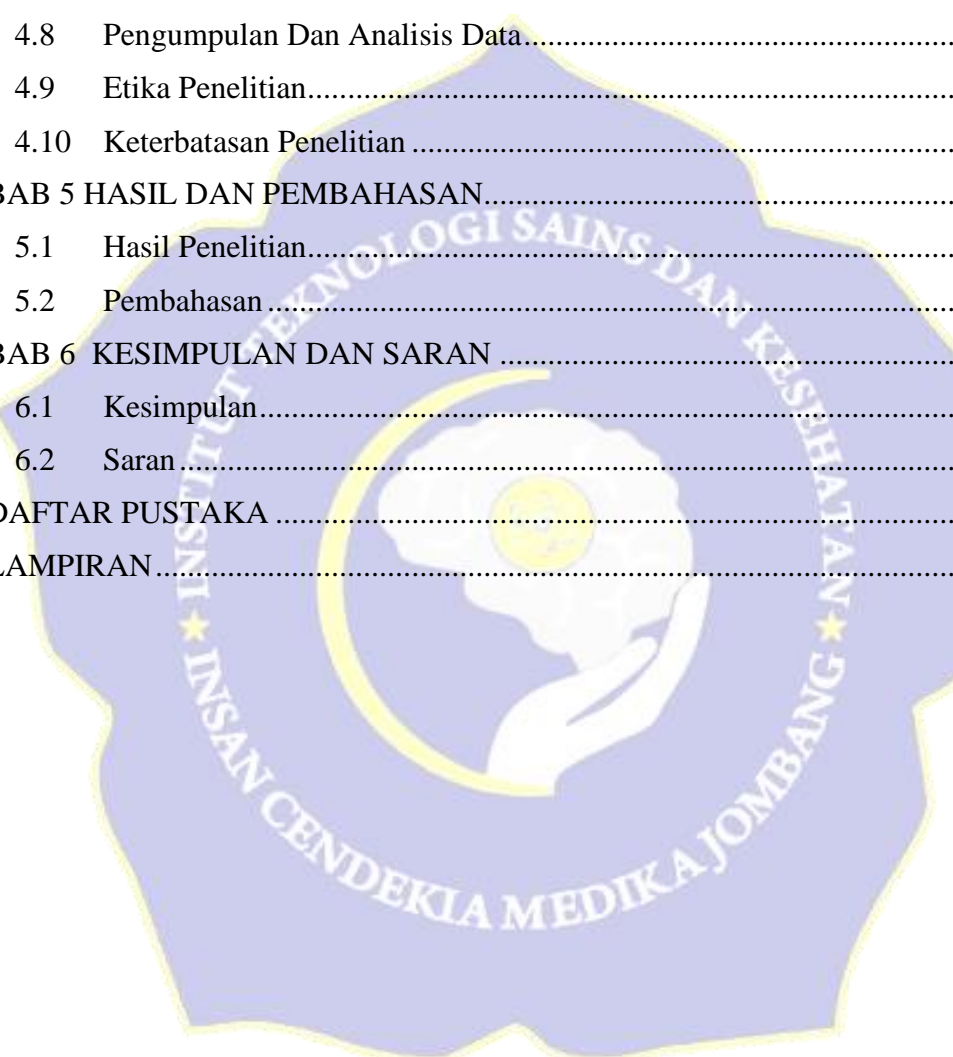 4.8 Pengumpulan Dan Analisis Data........................................................
4.9 Etika Penelitian........................................................
4.10 Keterbatasan Penelitian ........................................................
BAB 5 HASIL DAN PEMBAHASAN........................................................
5.1 Hasil Penelitian........................................................
5.2 Pembahasan ........................................................
BAB 6 KESIMPULAN DAN SARAN ........................................................
6.1 Kesimpulan........................................................
6.2 Saran ........................................................
DAFTAR PUSTAKA ........................................................
LAMPIRAN ........................................................
INSTITUT TEKNOLOGI SAINS DAN KESEHATAN
INSAN CENDEKIA MEDIKA JOMBANG